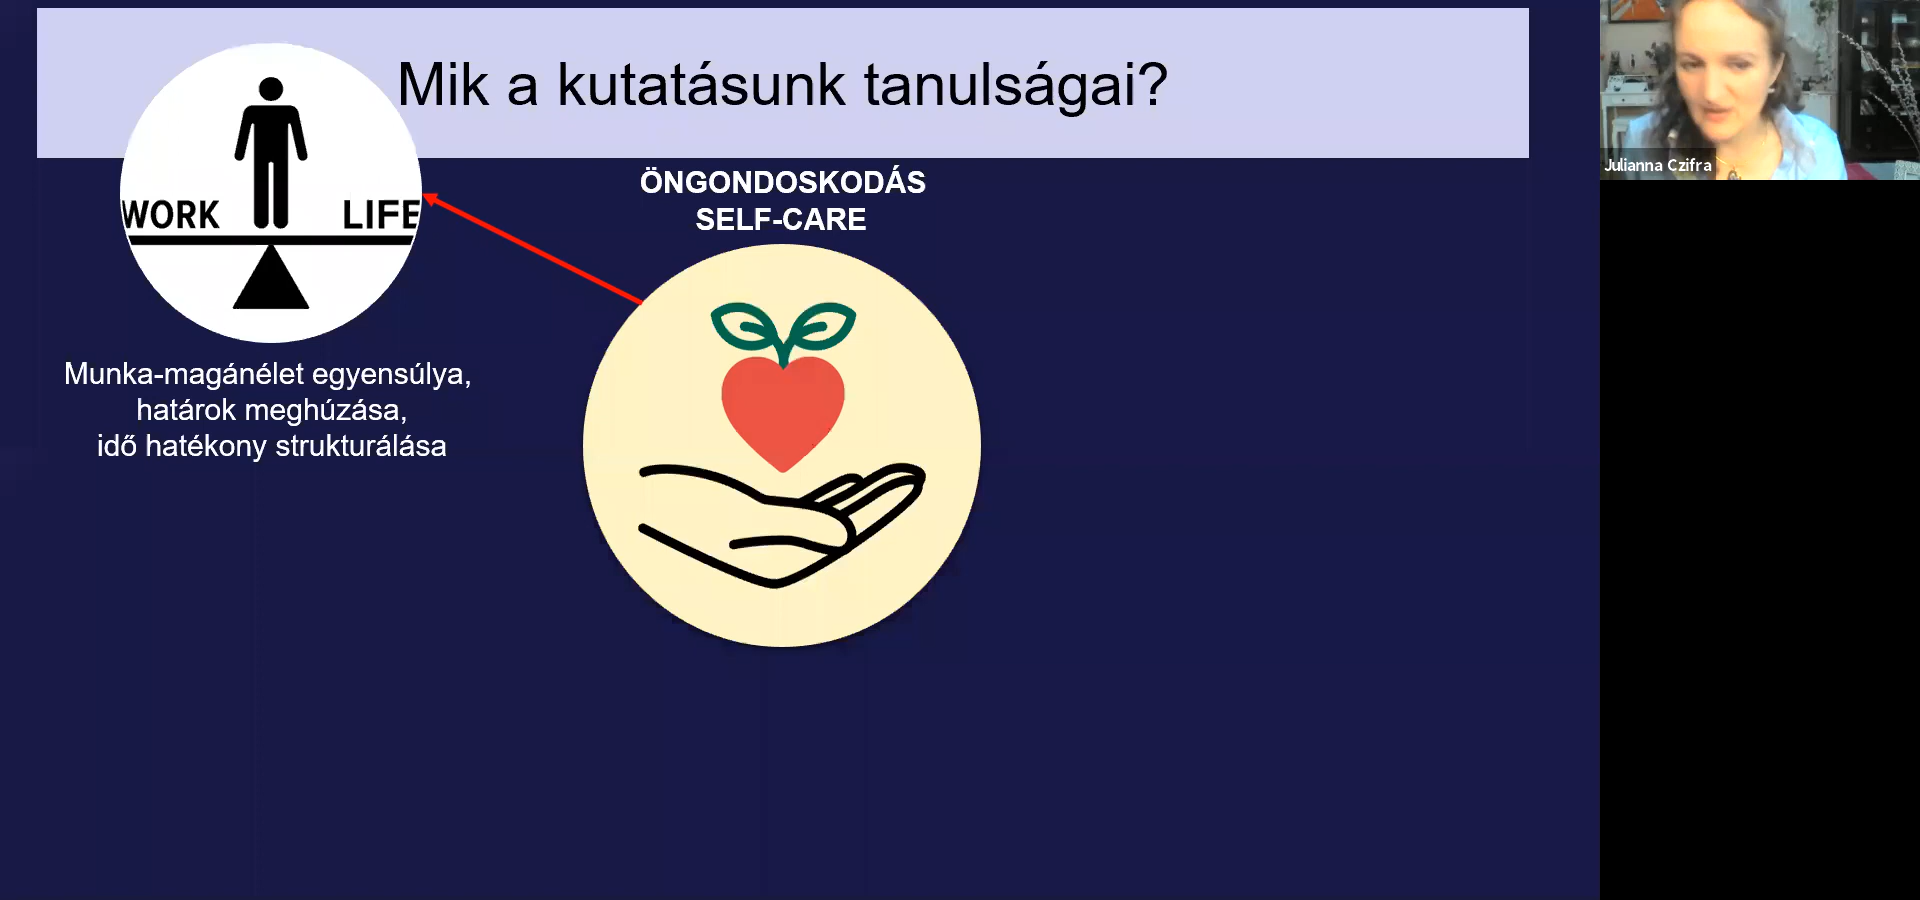 Mik a kutatásunk tanulságai?
WORK LIFE
ÖNGONDOSKODÁS
SELF-CARE
Munka-magánélet egyensúlya,
határok meghúzása,
idő hatékony strukturálása
Julianna Czifra